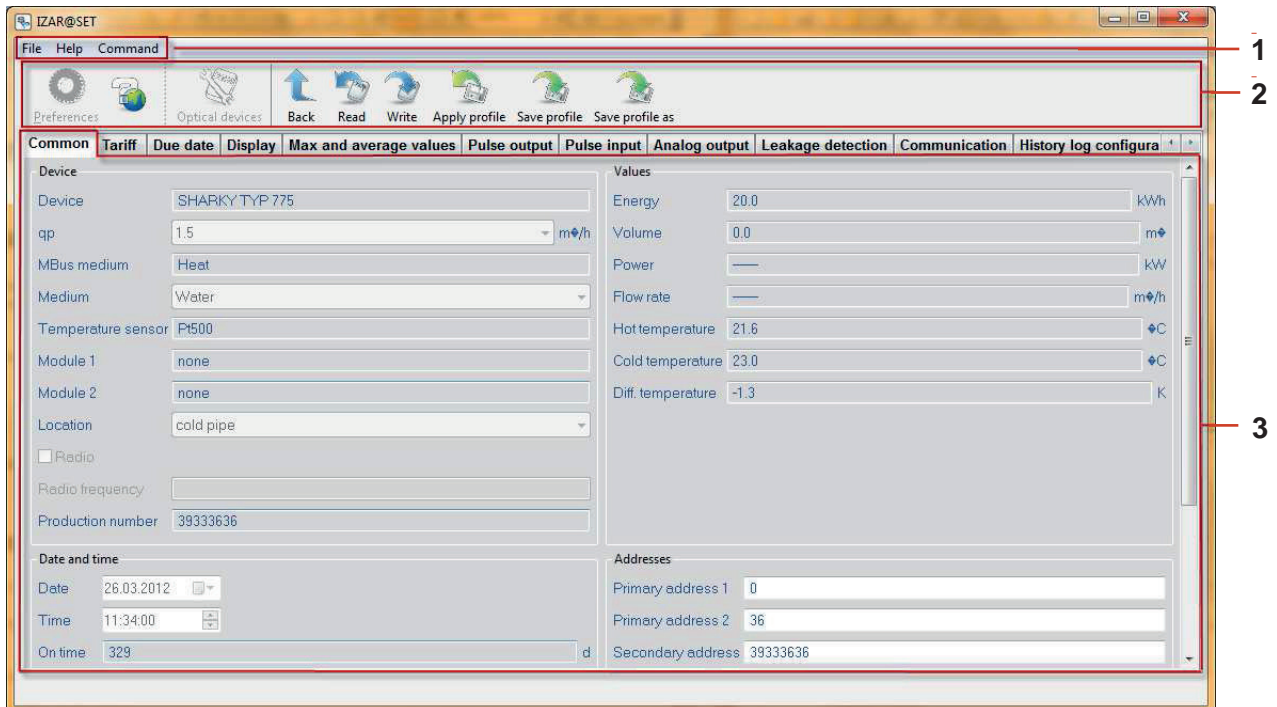 IZAR@SET
File Help Command
1
2
Preferences Optical devices Back Read Write Apply profile Save profile Save profile as
Common Tariff Due date Display Max and average values Pulse output Pulse input Analog output Leakage detection Communication History log configura
Device
Device SHARKY TYP 775
qp 1.5 m�/h
MBus medium Heat
Medium Water
Temperature sensor Pt500
Module 1 none
Module 2 none
Location cold pipe
Radio
Radio frequency
Production number 39333636
Values
Energy 20.0 kWh
Volume 0.0 m�
Power —— kW
Flow rate —— m�/h
Hot temperature 21.6 �C
Cold temperature 23.0 �C
Diff. temperature -1.3 K
3
Date and time
Date 26.03.2012
Time 11:34:00
On time 329 d
Addresses
Primary address 1 0
Primary address 2 36
Secondary address 39333636